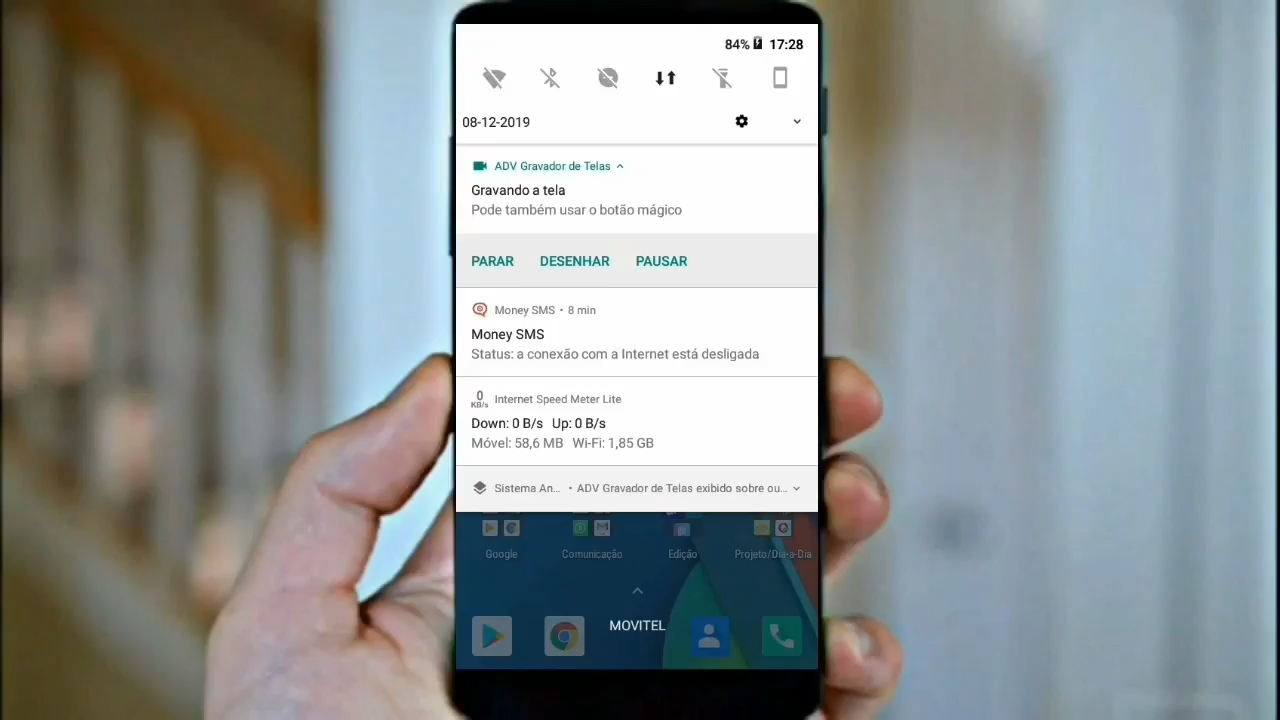 84% 17:28
08-12-2019
ADV Gravador de Telas
Gravando a tela
Pode também usar o botão mágico
PARAR DESENHAR PAUSAR
Money SMS • 8 min
Money SMS
Status: a conexão com a Internet está desligada
0 KB/s Internet Speed Meter Lite
Down: 0 B/s Up: 0 B/s
Móvel: 58,6 MB Wi-Fi: 1,85 GB
Sistema An... • ADV Gravador de Telas exibido sobre ou...
Google Comunicação Edição Projeto/Dia-a-Dia
MOVITEL